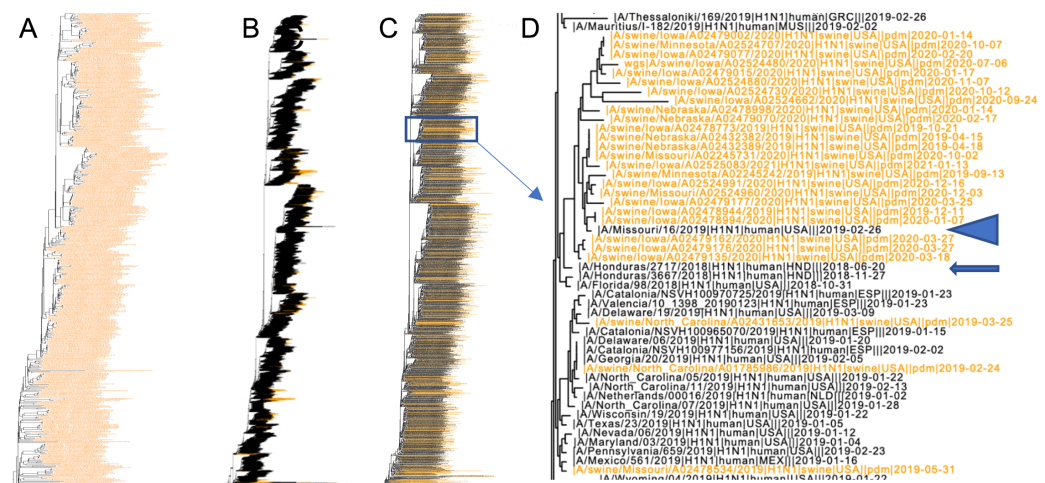 A
B
C
D
|A/Thessaloniki/169/2019|H1N1|human|GRC|||2019-02-26
|A/Mauritius/I-182/2019|H1N1|human|MUS|||2019-02-02
|A/swine/Iowa/A02479002/2020|H1N1|swine|USA||pdm|2020-01-14
|A/swine/Minnesota/A02524707/2020|H1N1|swine|USA||pdm|2020-10-07
|A/swine/Iowa/A02479077/2020|H1N1|swine|USA||pdm|2020-02-20
wgs|A/swine/Iowa/A02524480/2020|H1N1|swine|USA||pdm|2020-07-06
|A/swine/Iowa/A02479015/2020|H1N1|swine|USA||pdm|2020-01-17
|A/swine/Iowa/A02524880/2020|H1N1|swine|USA||pdm|2020-11-07
|A/swine/Iowa/A02524730/2020|H1N1|swine|USA||pdm|2020-10-12
|A/swine/Iowa/A02524662/2020|H1N1|swine|USA||pdm|2020-09-24
|A/swine/Nebraska/A02478998/2020|H1N1|swine|USA||pdm|2020-01-14
|A/swine/Nebraska/A02479070/2020|H1N1|swine|USA||pdm|2020-02-17
|A/swine/Iowa/A02478773/2019|H1N1|swine|USA||pdm|2019-10-21
|A/swine/Nebraska/A02432382/2019|H1N1|swine|USA||pdm|2019-04-15
|A/swine/Nebraska/A02432389/2019|H1N1|swine|USA||pdm|2019-04-18
|A/swine/Missouri/A02245731/2020|H1N1|swine|USA||pdm|2020-10-02
|A/swine/Iowa/A02525083/2021|H1N1|swine|USA||pdm|2021-01-13
|A/swine/Minnesota/A02245242/2019|H1N1|swine|USA||pdm|2019-09-13
|A/swine/Iowa/A02524991/2020|H1N1|swine|USA||pdm|2020-12-16
|A/swine/Missouri/A02524960/2020|H1N1|swine|USA||pdm|2020-12-03
|A/swine/Iowa/A02479177/2020|H1N1|swine|USA||pdm|2020-03-25
|A/swine/Iowa/A02478944/2019|H1N1|swine|USA||pdm|2019-12-11
|A/swine/Iowa/A02478994/2020|H1N1|swine|USA||pdm|2020-01-07
|A/Missouri/16/2019|H1N1|human|USA|||2019-02-26
|A/swine/Iowa/A02479162/2020|H1N1|swine|USA||pdm|2020-03-27
|A/swine/Iowa/A02479176/2020|H1N1|swine|USA||pdm|2020-03-27
|A/swine/Iowa/A02479135/2020|H1N1|swine|USA||pdm|2020-03-18
|A/Honduras/2717/2018|H1N1|human|HND|||2018-06-20
|A/Honduras/3667/2018|H1N1|human|HND|||2018-11-27
|A/Florida/98/2018|H1N1|human|USA|||2018-10-31
|A/Catalonia/NSVH100970725/2019|H1N1|human|ESP|||2019-01-23
|A/Valencia/10_1398_20190123/2019|H1N1|human|ESP|||2019-01-23
|A/Delaware/19/2019|H1N1|human|USA|||2019-03-09
|A/swine/North_Carolina/A02431653/2019|H1N1|swine|USA||pdm|2019-03-25
|A/Catalonia/NSVH100965070/2019|H1N1|human|ESP|||2019-01-15
|A/Delaware/06/2019|H1N1|human|USA|||2019-01-20
|A/Catalonia/NSVH100977156/2019|H1N1|human|ESP|||2019-02-02
|A/Georgia/20/2019|H1N1|human|USA|||2019-02-05
|A/swine/North_Carolina/A01785986/2019|H1N1|swine|USA||pdm|2019-02-24
|A/North_Carolina/05/2019|H1N1|human|USA|||2019-01-22
|A/North_Carolina/11/2019|H1N1|human|USA|||2019-02-13
|A/Netherlands/00016/2019|H1N1|human|NLD|||2019-01-02
|A/North_Carolina/07/2019|H1N1|human|USA|||2019-01-28
|A/Wisconsin/19/2019|H1N1|human|USA|||2019-01-22
|A/Texas/23/2019|H1N1|human|USA|||2019-01-05
|A/Nevada/06/2019|H1N1|human|USA|||2019-01-12
|A/Maryland/03/2019|H1N1|human|USA|||2019-01-04
|A/Pennsylvania/659/2019|H1N1|human|USA|||2019-02-23
|A/Mexico/561/2019|H1N1|human|MEX|||2019-01-16
|A/swine/Missouri/A02478534/2019|H1N1|swine|USA||pdm|2019-05-31
|A/Wyoming/04/2019|H1N1|human|USA|||2019-01-22